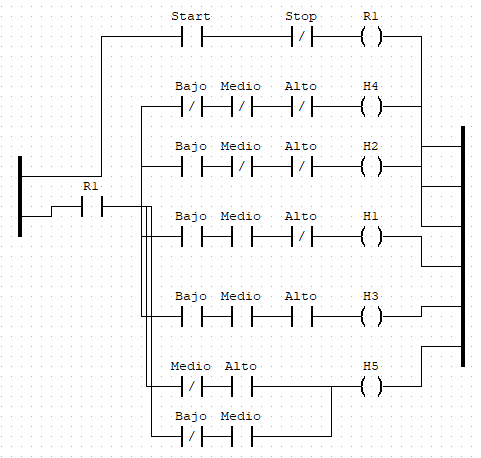 Start Stop R1
Bajo Medio Alto H4
Bajo Medio Alto H2
R1
Bajo Medio Alto H1
Bajo Medio Alto H3
Medio Alto H5
Bajo Medio